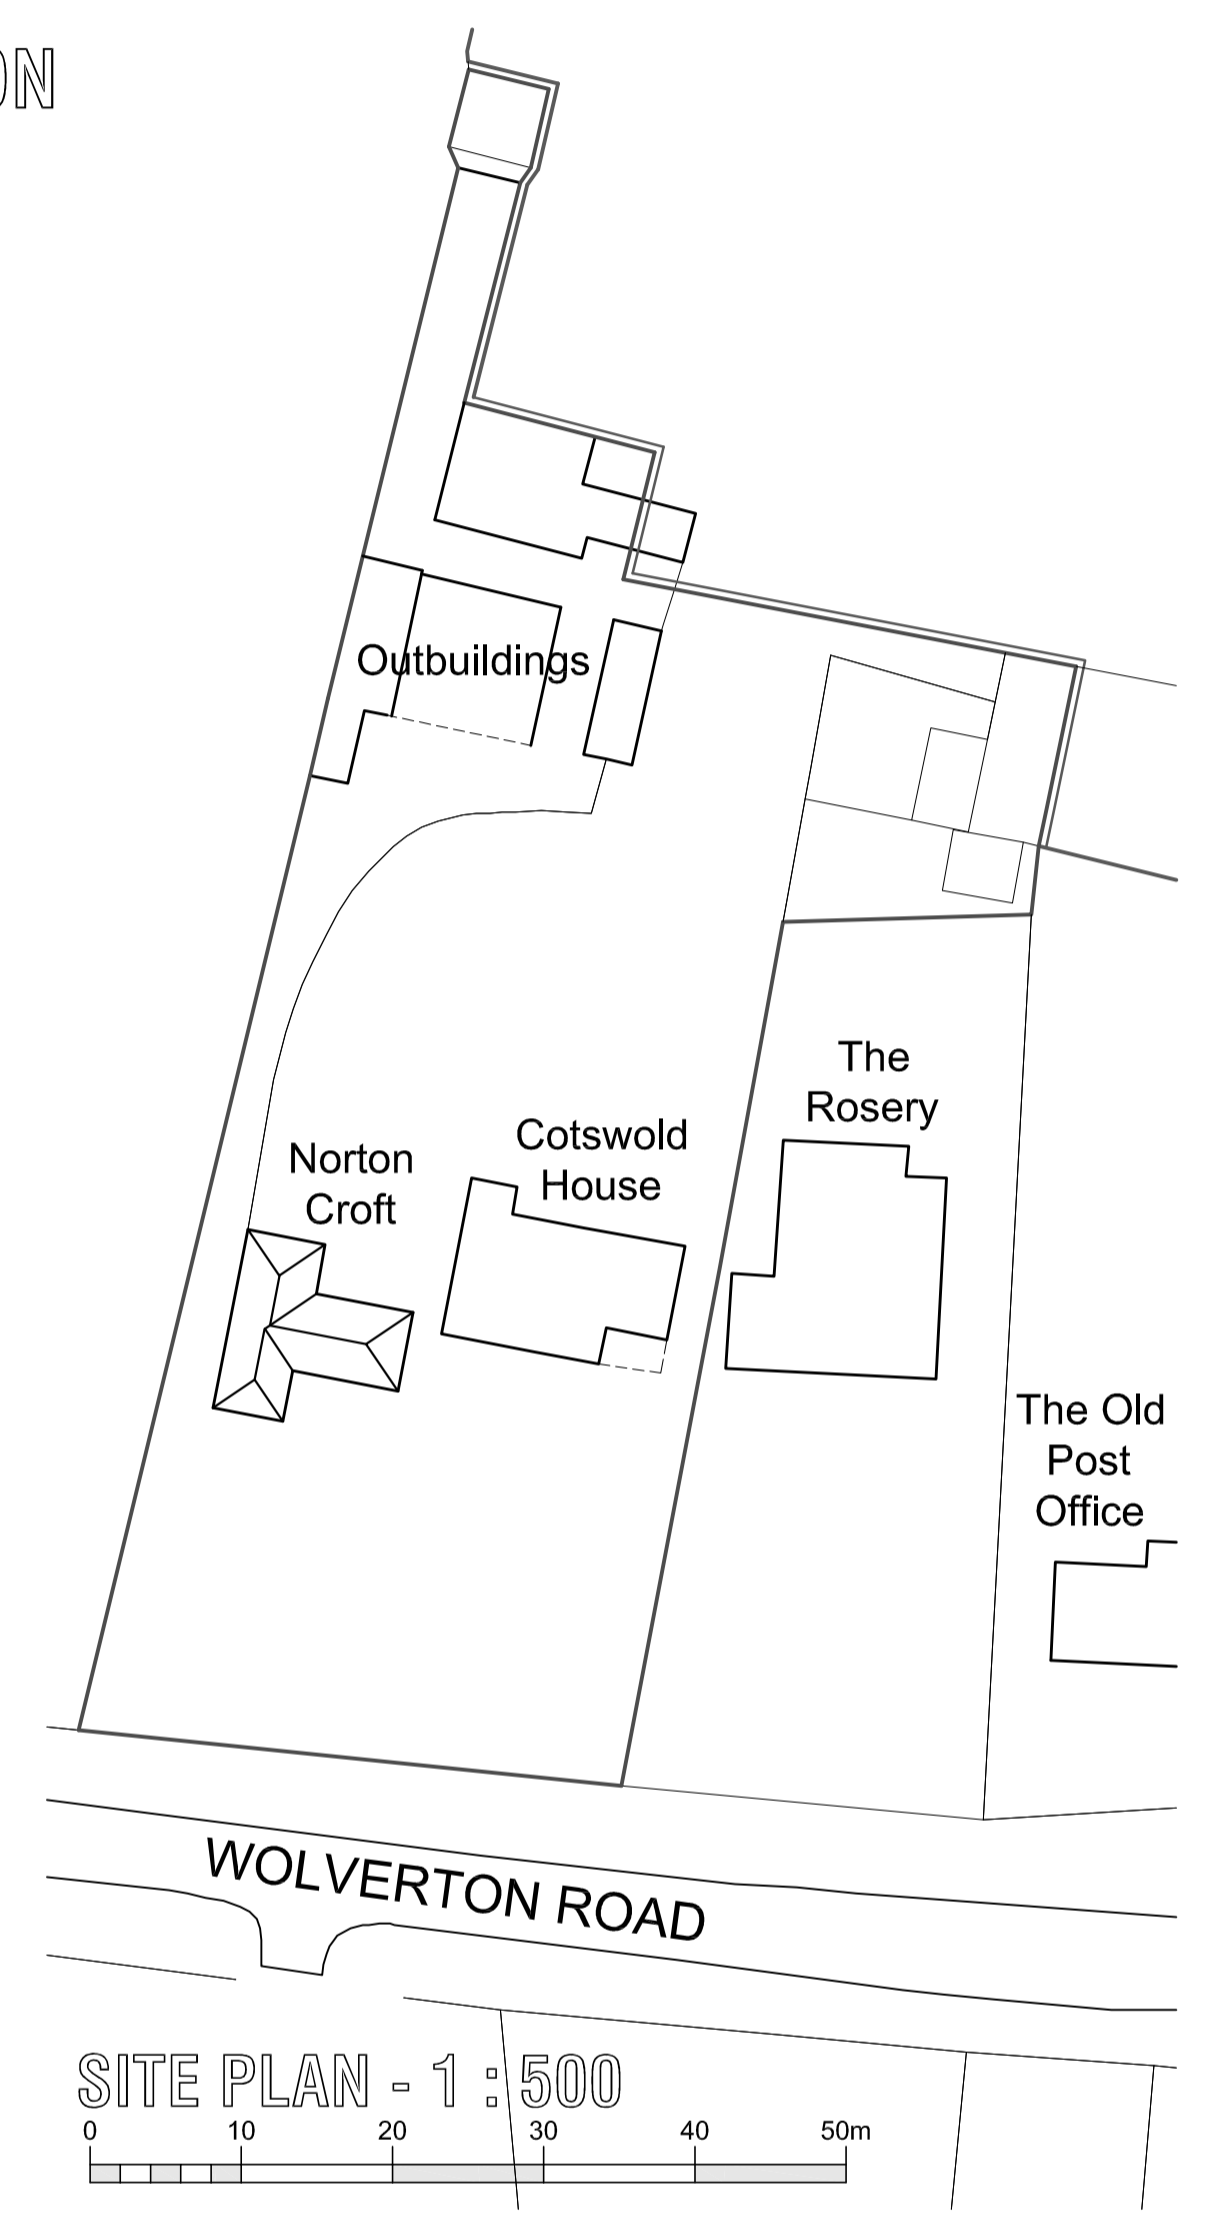 ON
Outbuildings
The
Rosery
Cotswold
House
Norton
Croft
The Old
Post
Office
WOLVERTON ROAD
SITE PLAN - 1 : 500
0 10 20 30 40 50m